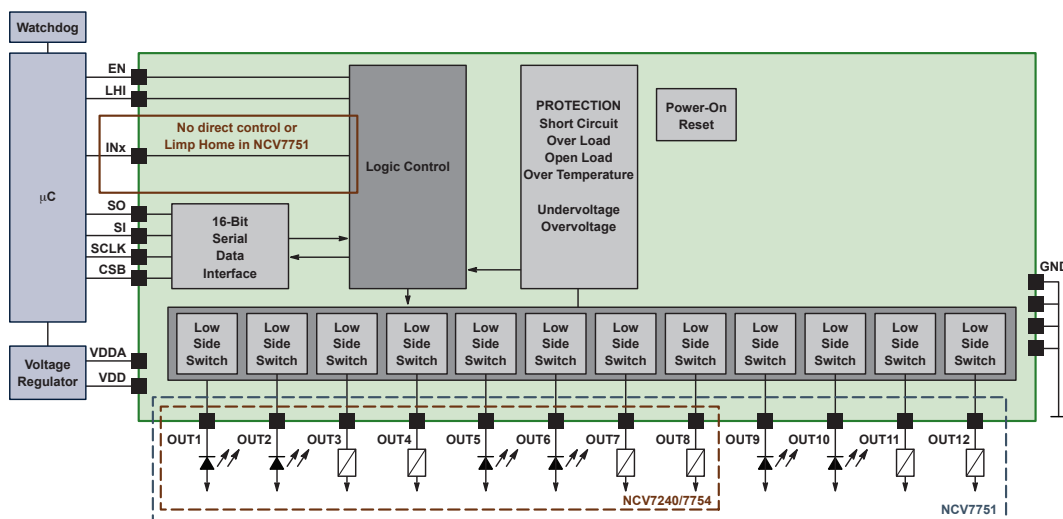 Watchdog
μC
Voltage
Regulator
EN
LHI
INx
SO
SI
SCLK
CSB
VDDA
VDD
No direct control or
Limp Home in NCV7751
16-Bit
Serial
Data
Interface
Logic Control
PROTECTION
Short Circuit
Over Load
Open Load
Over Temperature
Undervoltage
Overvoltage
Power-On
Reset
GND
Low Low Low Low Low Low Low Low Low Low Low Low
Side Side Side Side Side Side Side Side Side Side Side Side
Switch Switch Switch Switch Switch Switch Switch Switch Switch Switch Switch Switch
OUT1 OUT2 OUT3 OUT4 OUT5 OUT6 OUT7 OUT8 OUT9 OUT10 OUT11 OUT12
NCV7240/7754
NCV7751